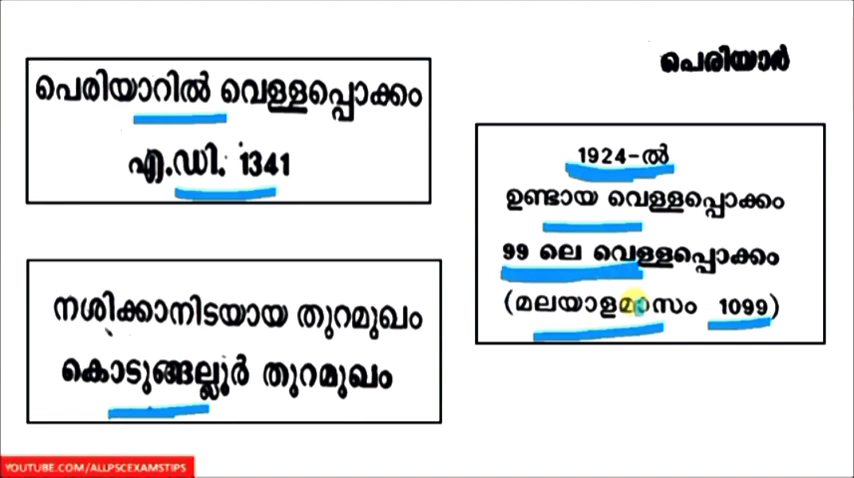 പെരിയാർ
പെരിയാറിൽ വെള്ളപ്പൊക്കം
എ.ഡി. 1341
1924-ൽ
ഉണ്ടായ വെള്ളപ്പൊക്കം
99 ലെ വെള്ളപ്പൊക്കം
(മലയാളമാസം 1099)
നശിക്കാനിടയായ തുറമുഖം
കൊടുങ്ങല്ലൂർ തുറമുഖം
YOUTUBE.COM/ALLPSCEXAMSTIPS